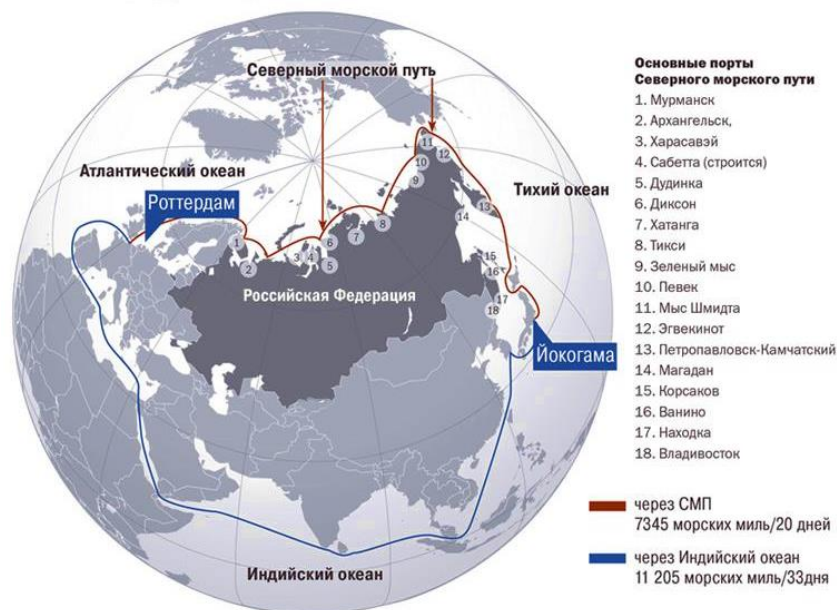 Северный морской путь
Атлантический океан
Роттердам
Тихий океан
Российская Федерация
Йокогама
Индийский океан
1
2
3
4
5
6
7
8
9
10
11
12
13
14
15
16
17
18
Основные порты
Северного морского пути
1. Мурманск
2. Архангельск,
3. Харасавэй
4. Сабетта (строится)
5. Дудинка
6. Диксон
7. Хатанга
8. Тикси
9. Зеленый мыс
10. Певек
11. Мыс Шмидта
12. Эгвекинот
13. Петропавловск-Камчатский
14. Магадан
15. Корсаков
16. Ванино
17. Находка
18. Владивосток
через СМП
7345 морских миль/20 дней
через Индийский океан
11 205 морских миль/33дня